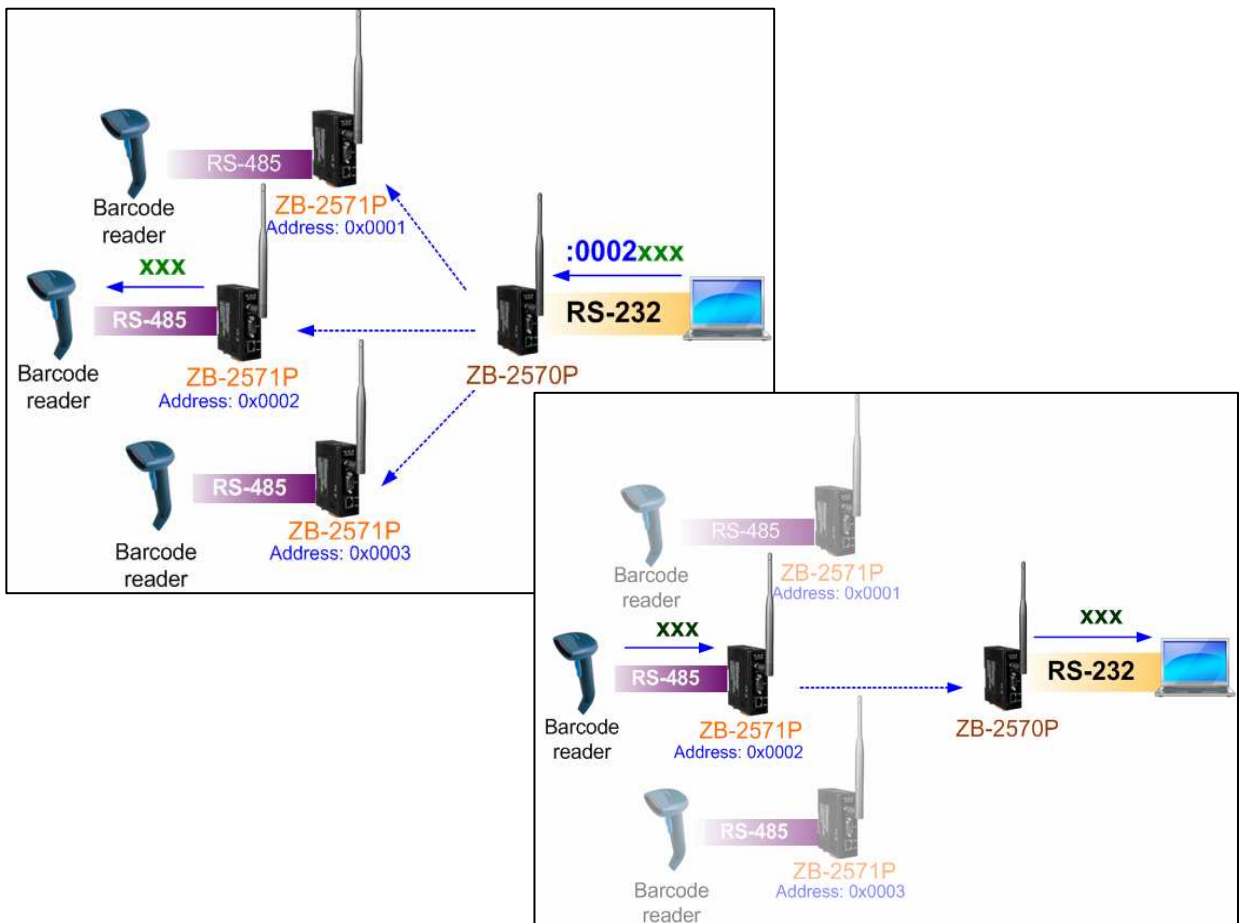 RS-485
Barcode
reader
ZB-2571P
Address: 0x0001
xxx
RS-485
Barcode
reader
ZB-2571P
Address: 0x0002
:0002xxx
RS-232
ZB-2570P
RS-485
Barcode
reader
ZB-2571P
Address: 0x0003
RS-485
Barcode
reader
ZB-2571P
Address: 0x0001
xxx
RS-485
Barcode
reader
ZB-2571P
Address: 0x0002
xxx
RS-232
ZB-2570P
RS-485
Barcode
reader
ZB-2571P
Address: 0x0003